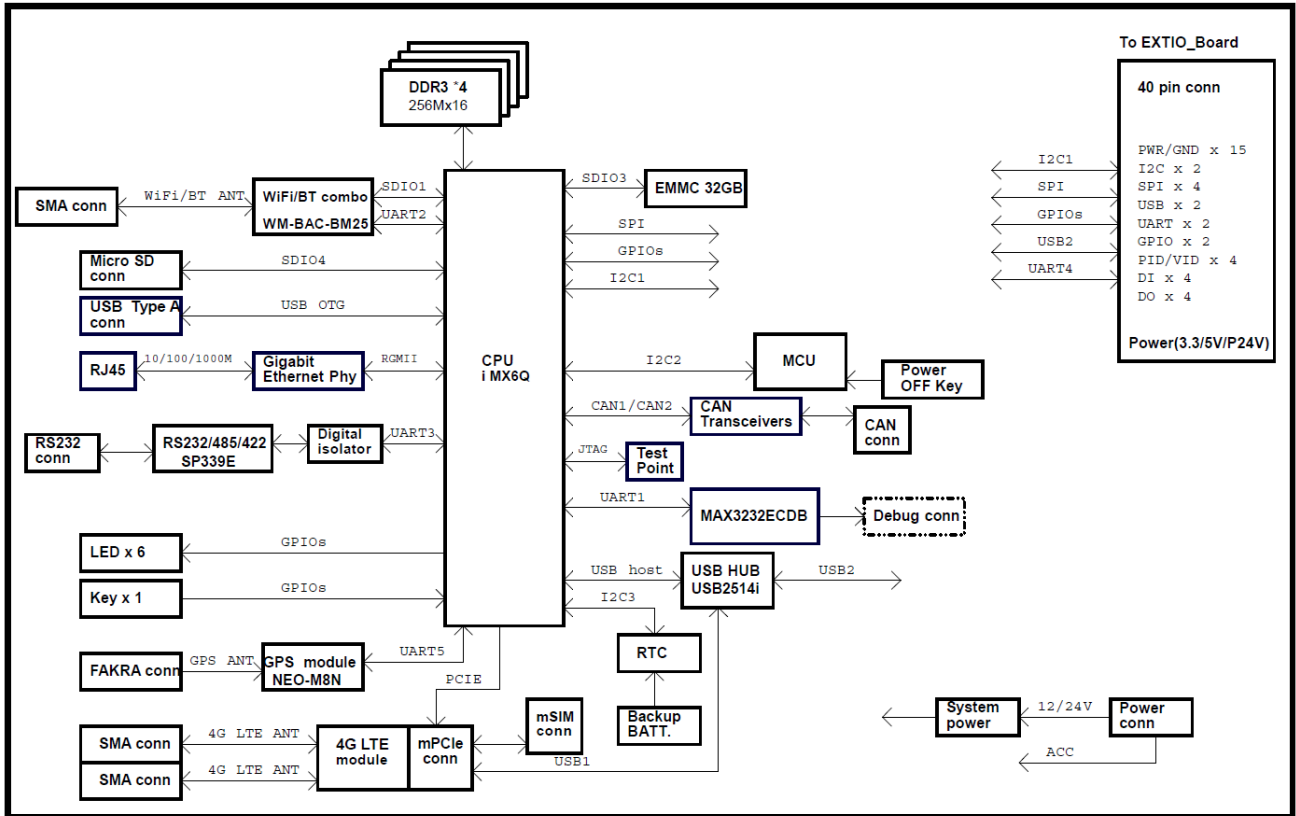 To EXTIO_Board
DDR3 *4
256Mx16
40 pin conn
PWR/GND x 15
I2C x 2
SPI x 4
USB x 2
UART x 2
GPIO x 2
PID/VID x 4
DI x 4
DO x 4
Power(3.3/5V/P24V)
I2C1
SPI
GPIOs
USB2
UART4
SMA conn
WiFi/BT ANT
WiFi/BT combo
WM-BAC-BM25
SDIO1
UART2
Micro SD
conn
SDIO4
USB Type A
conn
USB OTG
RJ45
10/100/1000M
Gigabit
Ethernet Phy
RGMII
RS232
conn
RS232/485/422
SP339E
Digital
isolator
UART3
LED x 6
GPIOs
Key x 1
GPIOs
FAKRA conn
GPS ANT
GPS module
NEO-M8N
UART5
PCIE
SMA conn
4G LTE ANT
SMA conn
4G LTE ANT
4G LTE
module
mPCIe
conn
mSIM
conn
USB1
CPU
i MX6Q
SDIO3
EMMC 32GB
SPI
GPIOs
I2C1
I2C2
MCU
Power
OFF Key
CAN1/CAN2
CAN
Transceivers
CAN
conn
JTAG
Test
Point
UART1
MAX3232ECDB
Debug conn
USB host
USB HUB
USB2514i
USB2
I2C3
RTC
Backup
BATT.
System
power
12/24V
Power
conn
ACC